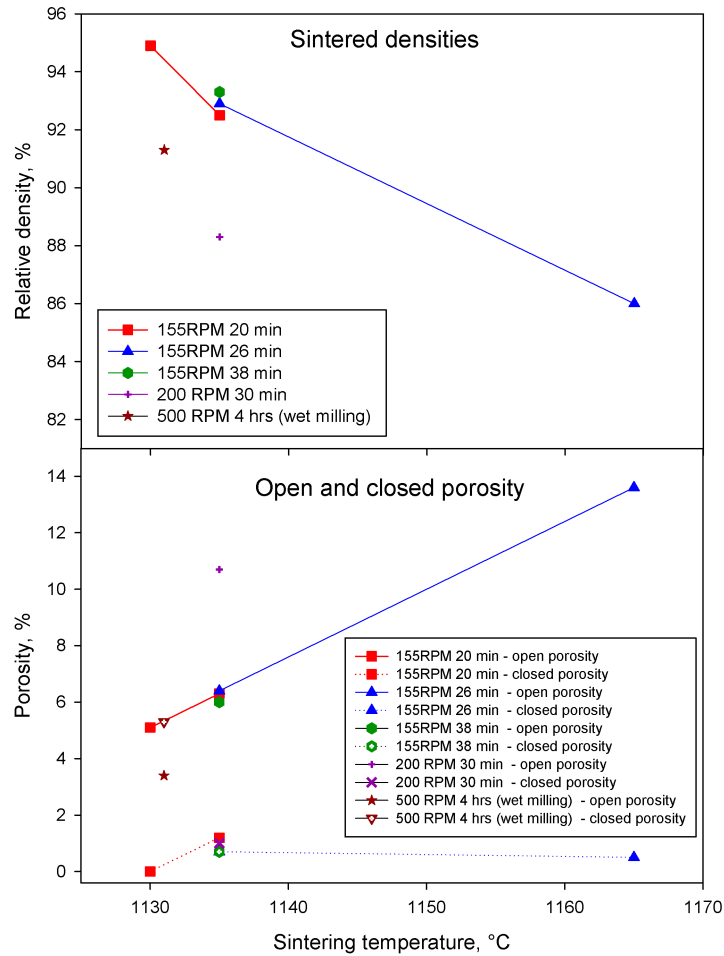 Sintered densities
96
94
92
90
88
86
84
82
Relative density, %
155RPM 20 min
155RPM 26 min
155RPM 38 min
200 RPM 30 min
500 RPM 4 hrs (wet milling)
Open and closed porosity
14
12
10
8
6
4
2
0
Porosity, %
155RPM 20 min - open porosity
155RPM 20 min - closed porosity
155RPM 26 min - open porosity
155RPM 26 min - closed porosity
155RPM 38 min - open porosity
155RPM 38 min - closed porosity
200 RPM 30 min - open porosity
200 RPM 30 min - closed porosity
500 RPM 4 hrs (wet milling) - open porosity
500 RPM 4 hrs (wet milling) - closed porosity
1130 1140 1150 1160 1170
Sintering temperature, °C